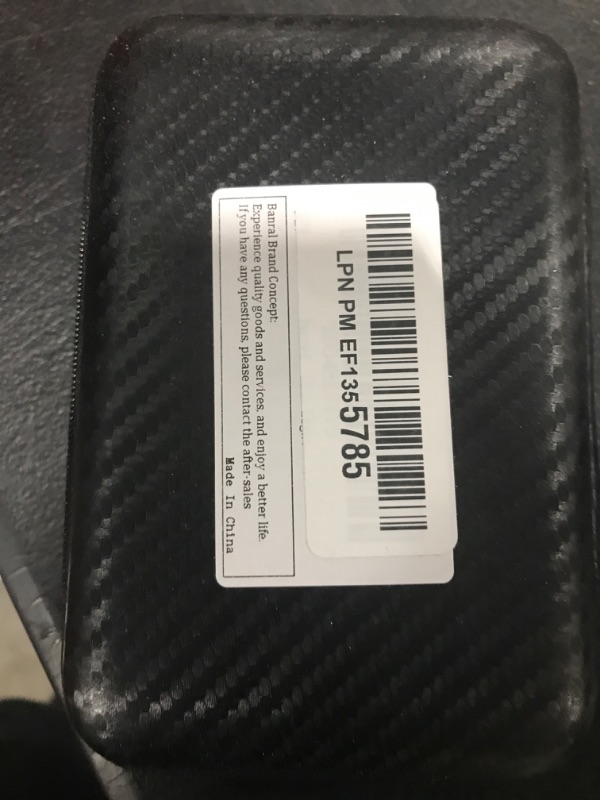 LPN PM EF1355785
Banral Brand Concept:
Experience quality goods and services, and enjoy a better life.
If you have any questions, please contact the after-sales
Made In China